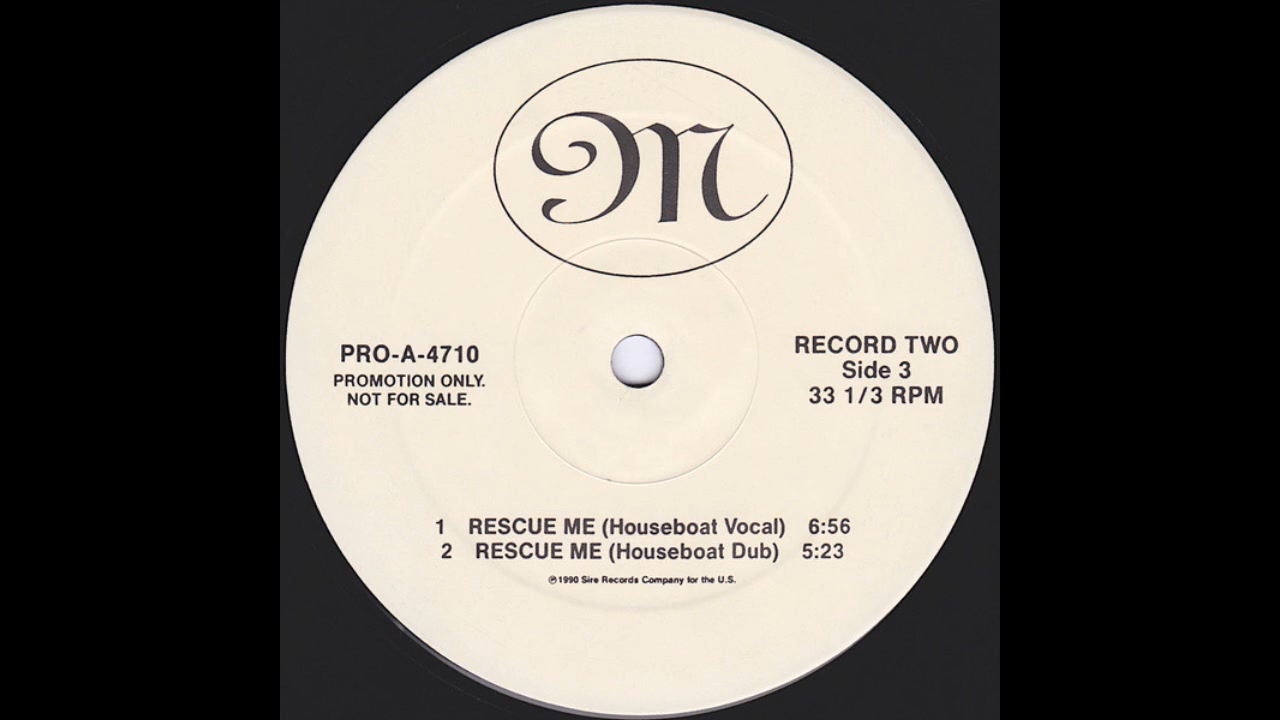 M
PRO-A-4710
PROMOTION ONLY.
NOT FOR SALE.
RECORD TWO
Side 3
33 1/3 RPM
1 RESCUE ME (Houseboat Vocal) 6:56
2 RESCUE ME (Houseboat Dub) 5:23
℗1990 Sire Records Company for the U.S.